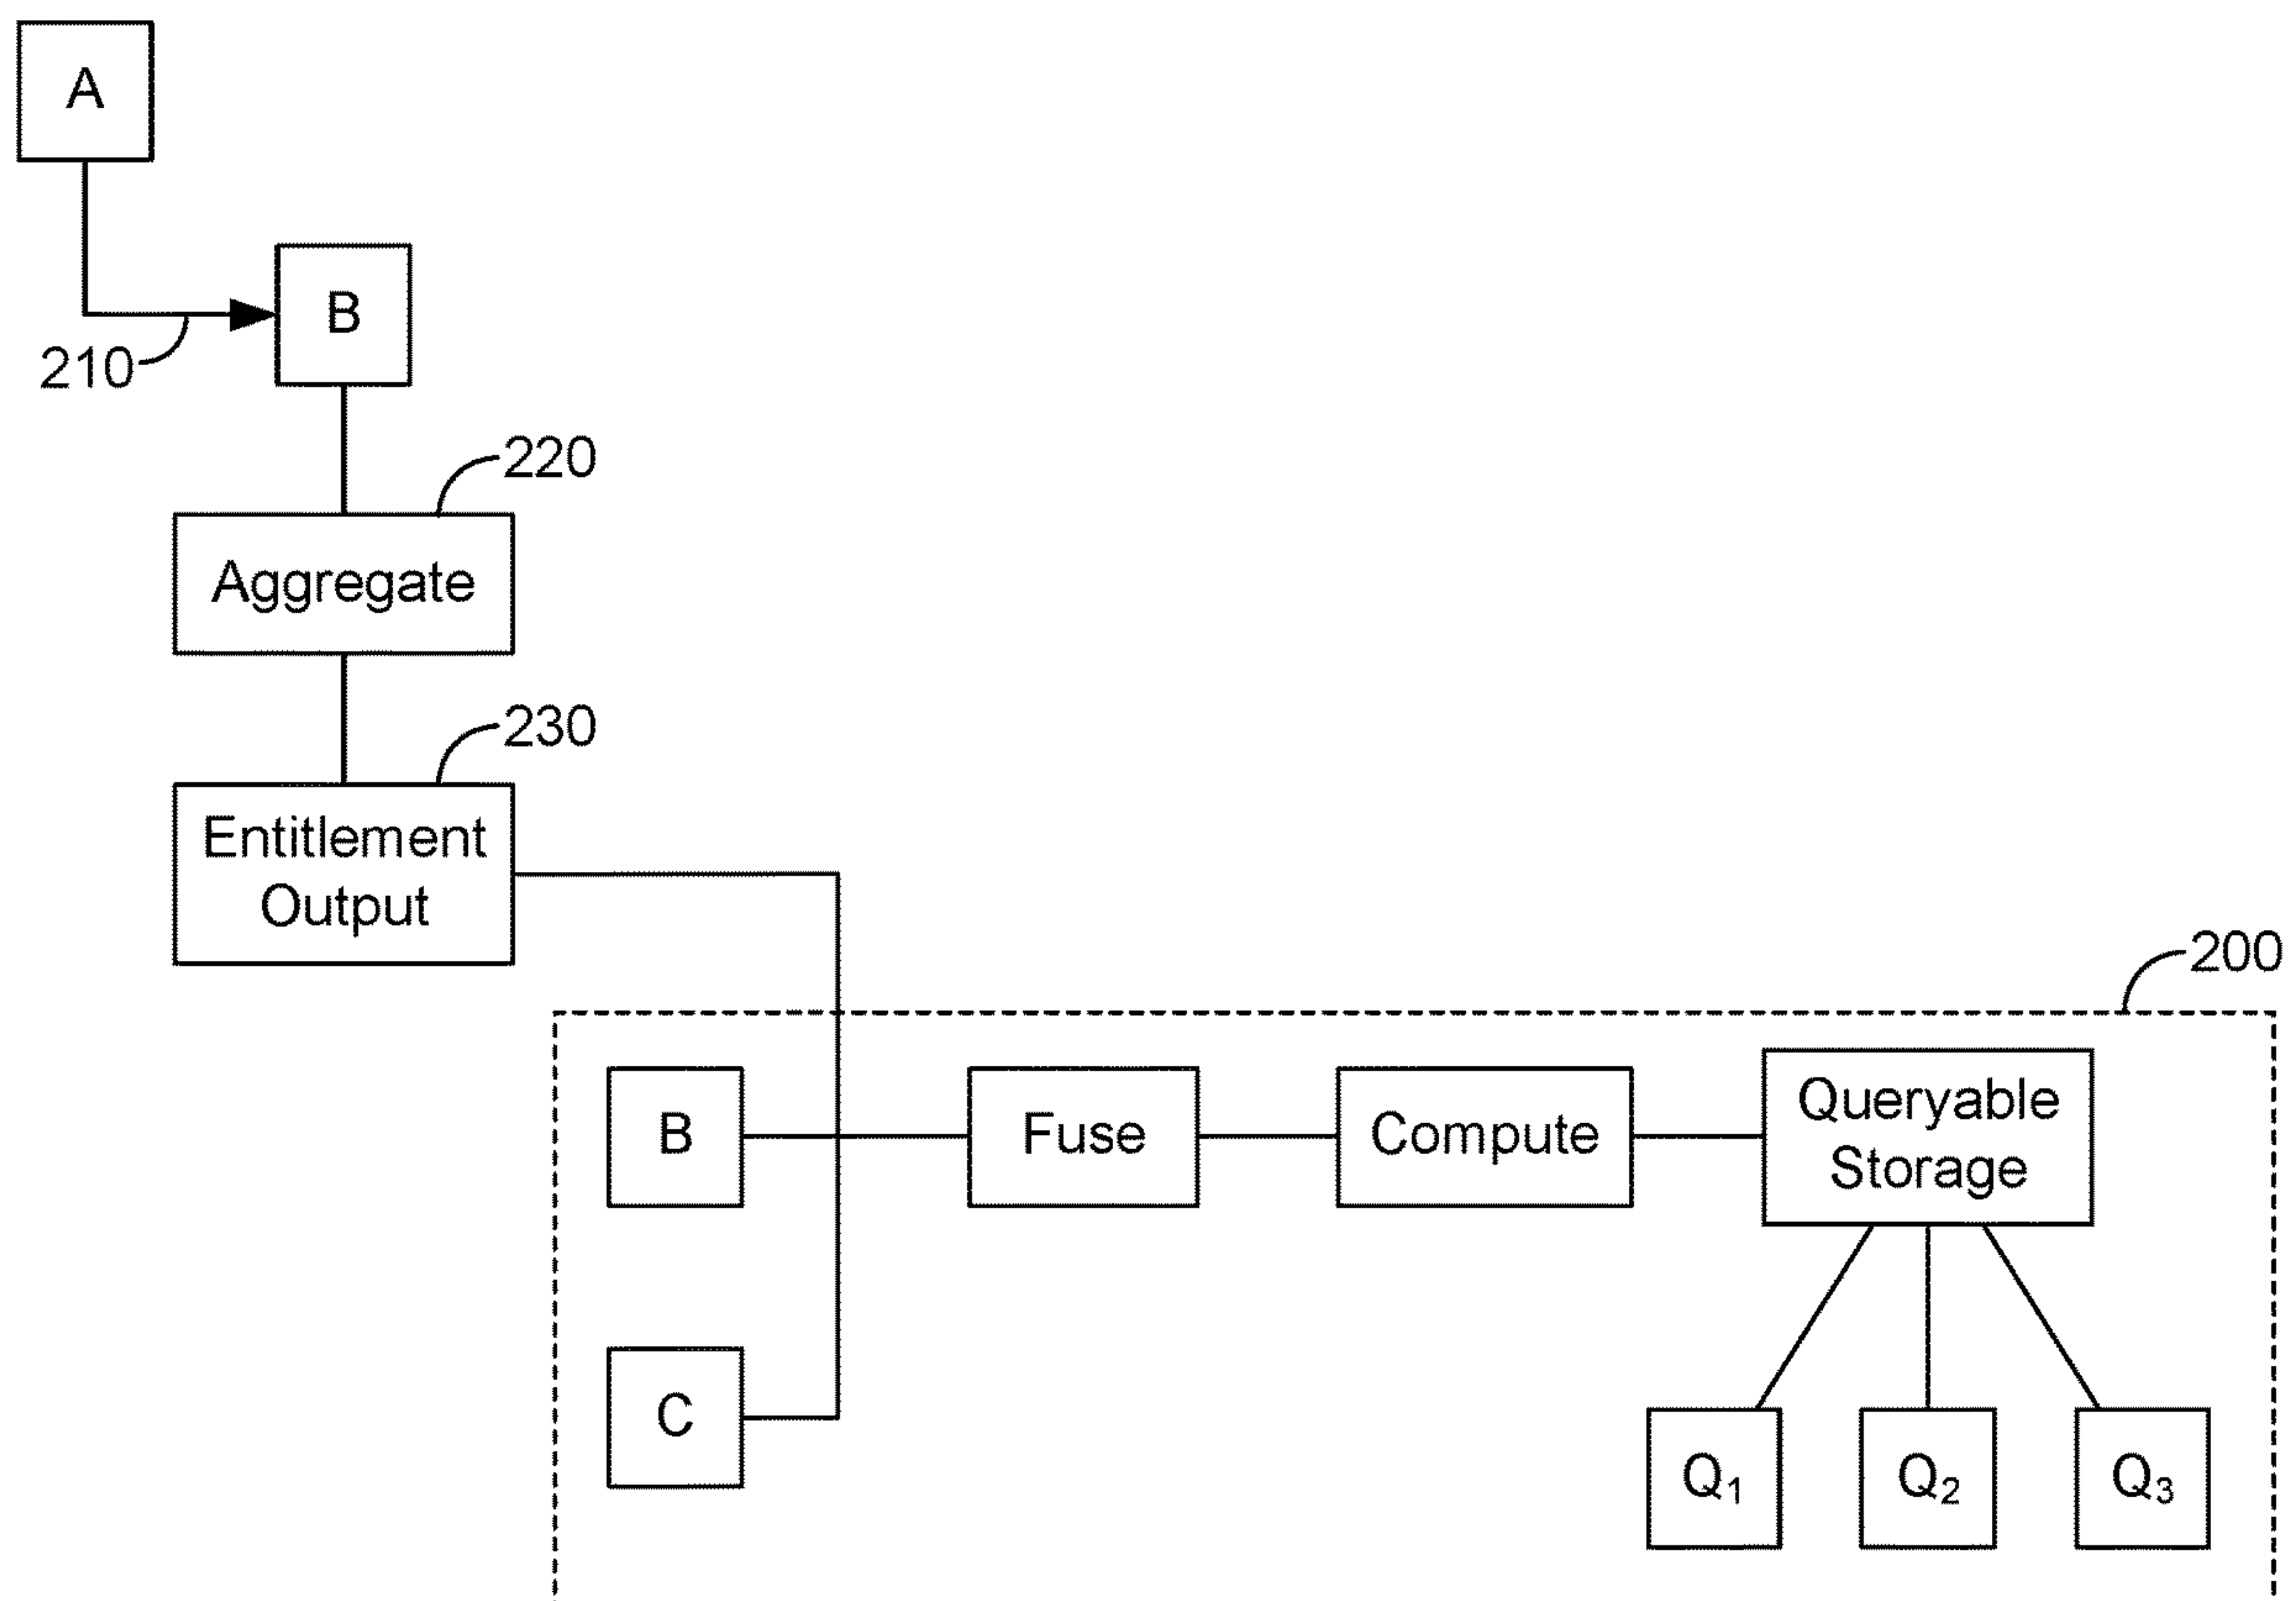 A
B
210
220
Aggregate
230
Entitlement
Output
200
B
Fuse
Compute
Queryable
Storage
C
Q1
Q2
Q3